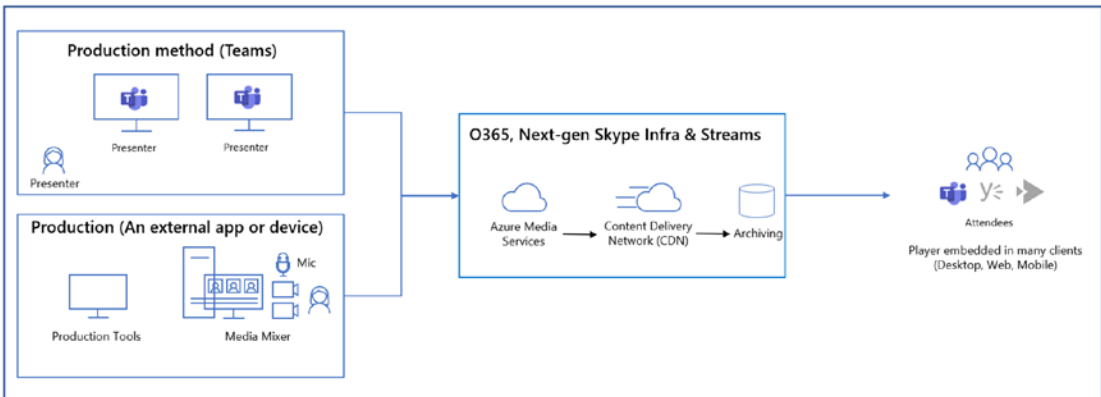 Production method (Teams)
Presenter
Presenter
Presenter
Production (An external app or device)
Mic
Production Tools
Media Mixer
O365, Next-gen Skype Infra & Streams
Azure Media
Services
Content Delivery
Network (CDN)
Archiving
Attendees
Player embedded in many clients
(Desktop, Web, Mobile)